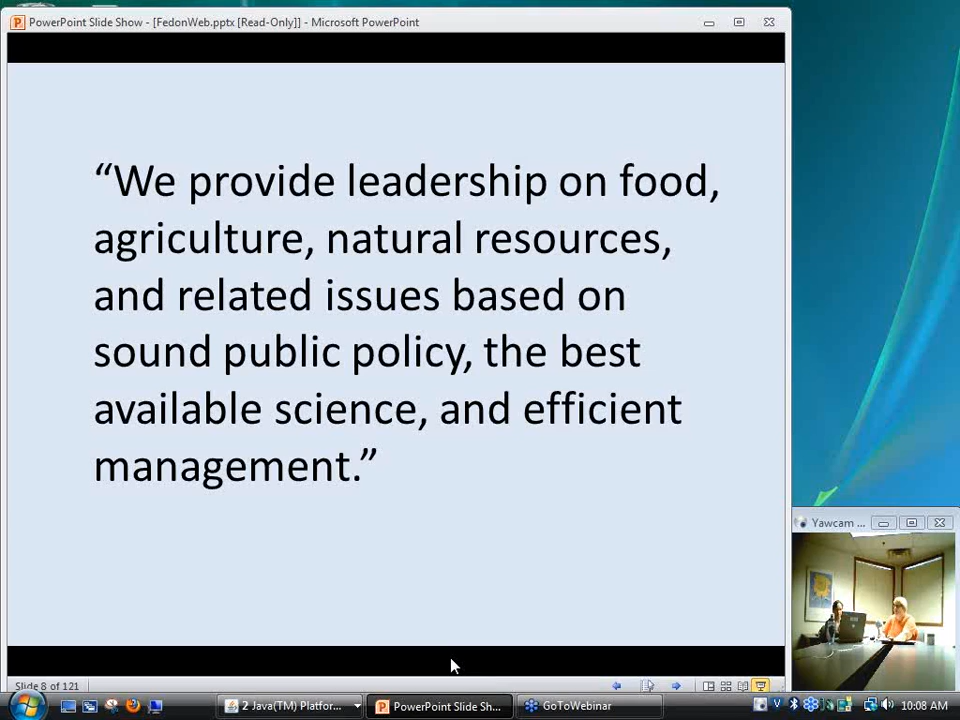 PowerPoint Slide Show - [FedonWeb.pptx [Read-Only]] - Microsoft PowerPoint
“We provide leadership on food,
agriculture, natural resources,
and related issues based on
sound public policy, the best
available science, and efficient
management.”
Yawcam ...
Slide 8 of 121
2 Java(TM) Platfor...
PowerPoint Slide Sh...
GoToWebinar
10:08 AM